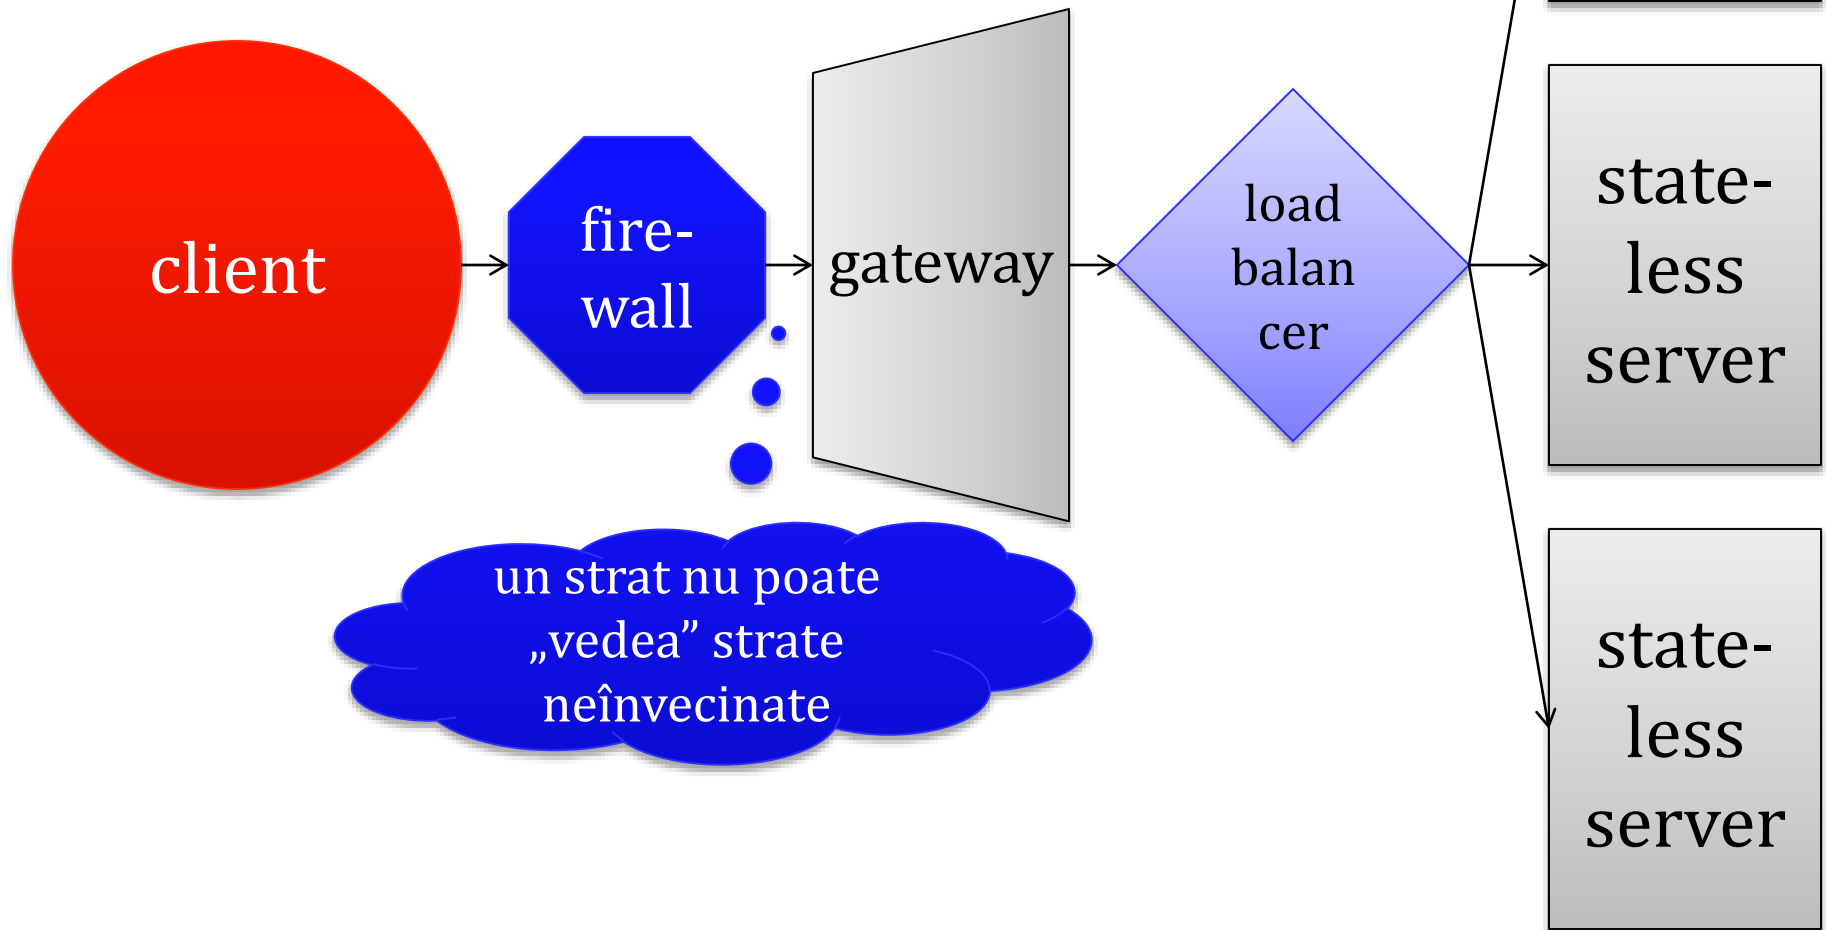 client
fire-
wall
gateway
load
balan
cer
state-
less
server
state-
less
server
un strat nu poate
„vedea” strate
neînvecinate